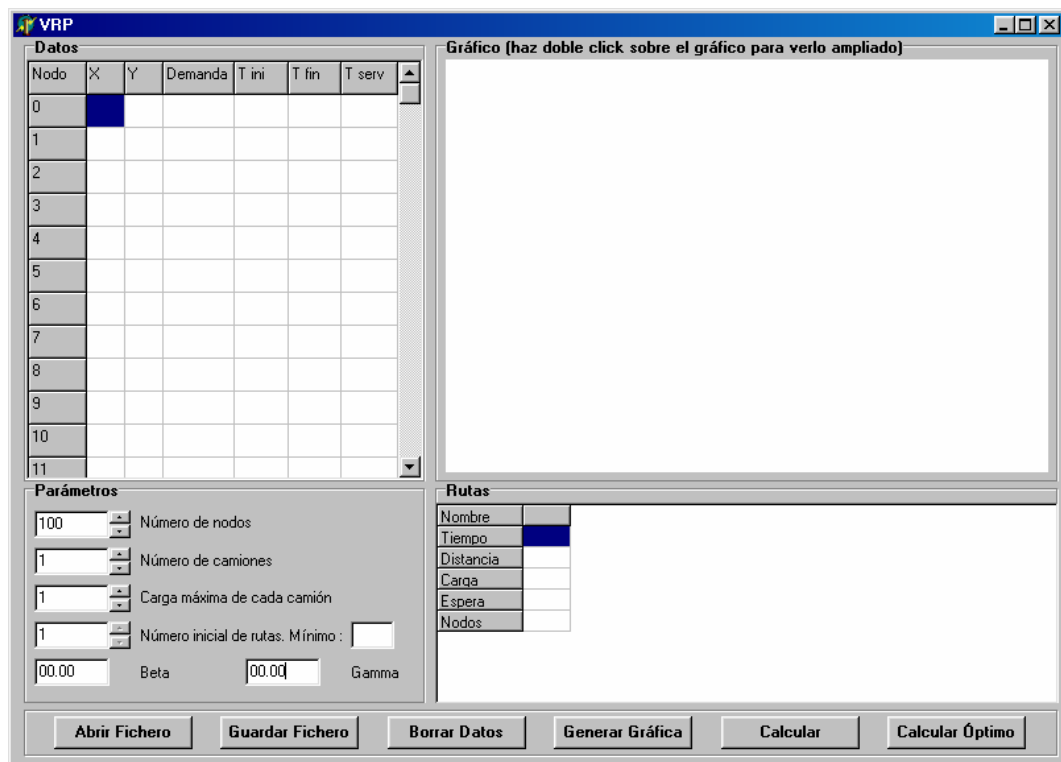 VRP
Datos
Nodo X Y Demanda T ini T fin T serv
0
1
2
3
4
5
6
7
8
9
10
11
Gráfico (haz doble click sobre el gráfico para verlo ampliado)
Parámetros
100 Número de nodos
1 Número de camiones
1 Carga máxima de cada camión
1 Número inicial de rutas. Mínimo :
00.00 Beta 00.00 Gamma
Rutas
Nombre
Tiempo
Distancia
Carga
Espera
Nodos
Abrir Fichero Guardar Fichero Borrar Datos Generar Gráfica Calcular Calcular Óptimo